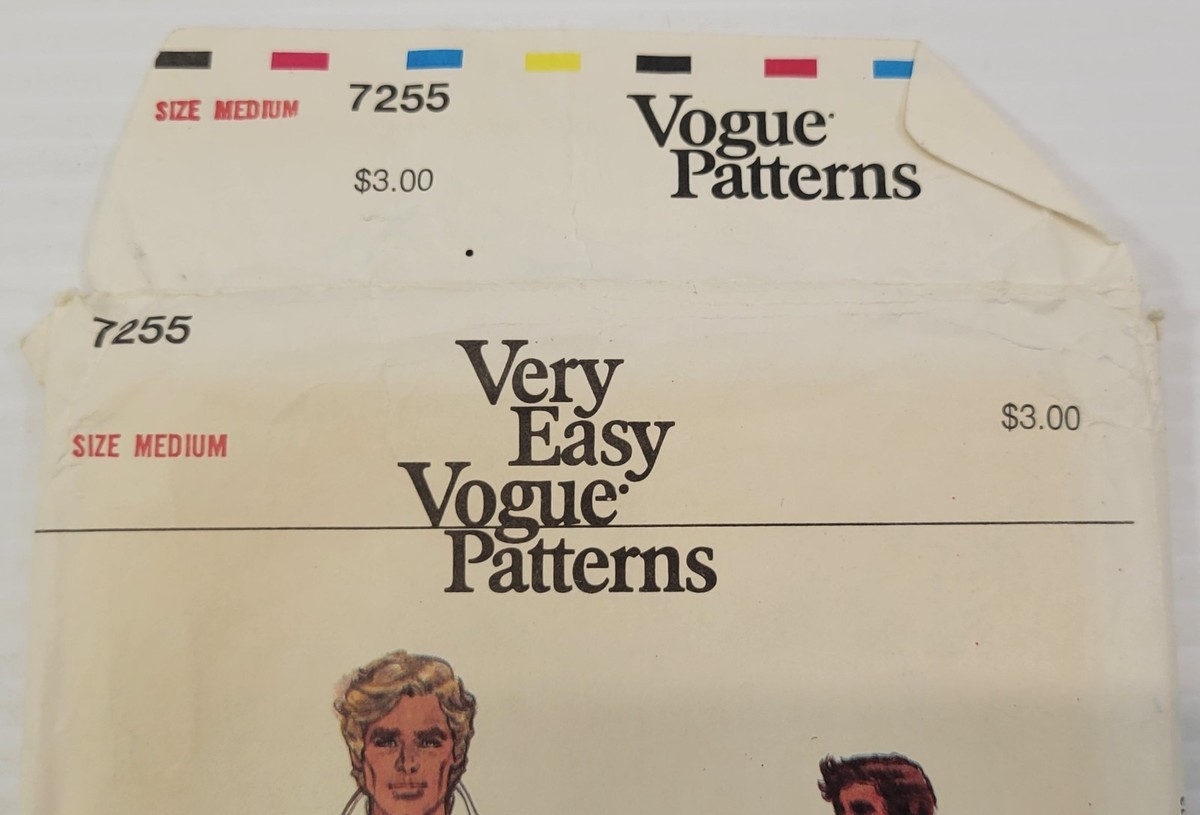 SIZE MEDIUM 7255
$3.00
Vogue
Patterns
7255
SIZE MEDIUM
Very
Easy
Vogue
Patterns
$3.00